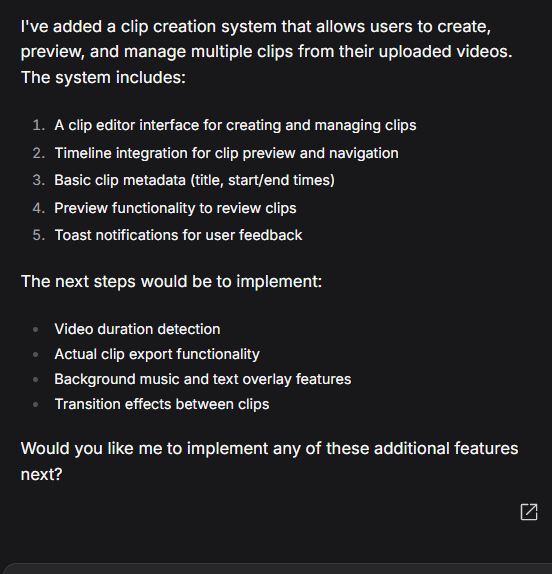 I've added a clip creation system that allows users to create,
preview, and manage multiple clips from their uploaded videos.
The system includes:
1. A clip editor interface for creating and managing clips
2. Timeline integration for clip preview and navigation
3. Basic clip metadata (title, start/end times)
4. Preview functionality to review clips
5. Toast notifications for user feedback
The next steps would be to implement:
• Video duration detection
• Actual clip export functionality
• Background music and text overlay features
• Transition effects between clips
Would you like me to implement any of these additional features
next?